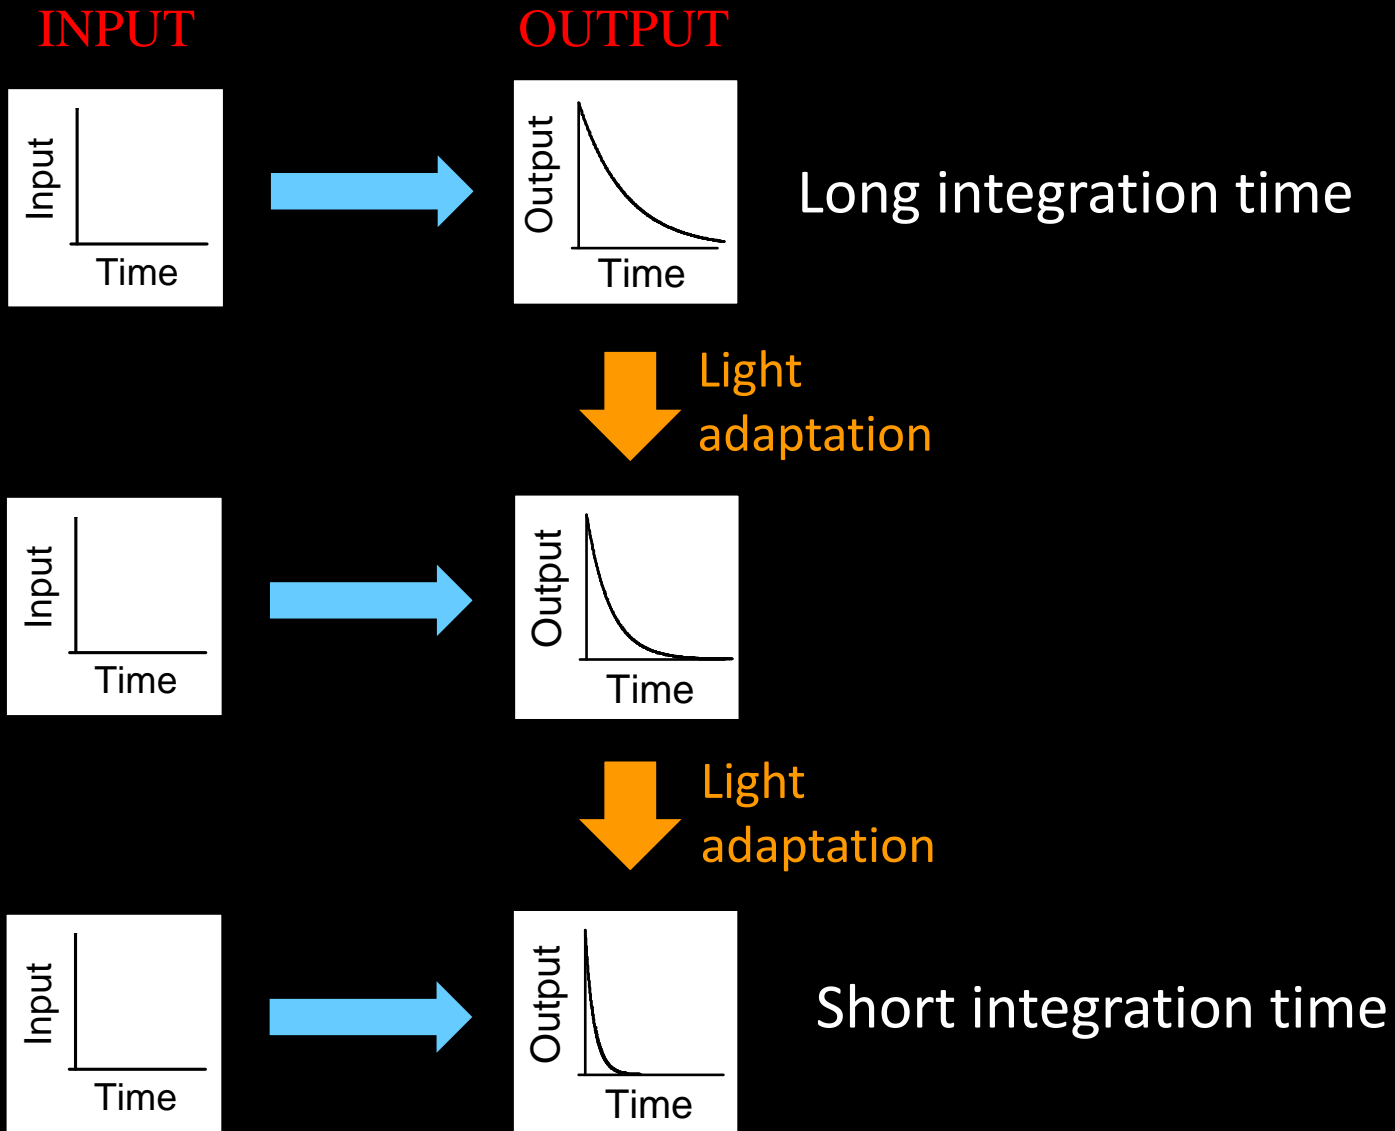 INPUT
OUTPUT
Input
Time
Output
Time
Long integration time
Light
adaptation
Input
Time
Output
Time
Light
adaptation
Input
Time
Output
Time
Short integration time